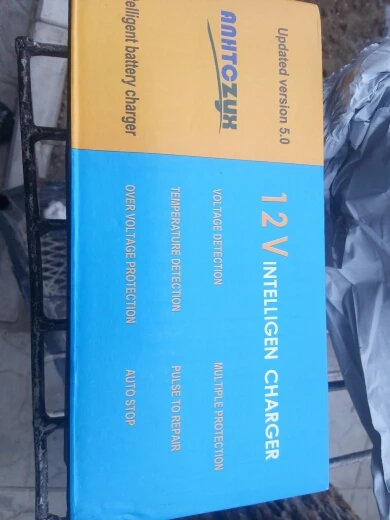 Updated version 5.0
ANHTCZYX
elligent battery charger
12V INTELLIGEN CHARGER
VOLTAGE DETECTION
MULTIPLE PROTECTION
TEMPERATURE DETECTION
PULSE TO REPAIR
OVER VOLTAGE PROTECTION
AUTO STOP